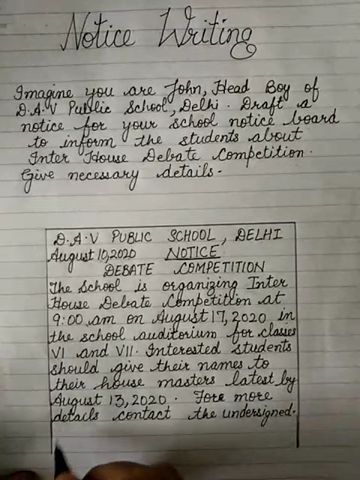 Notice Writing
Imagine you are John, Head Boy of
D.A.V Public School, Delhi. Draft a
notice for your school notice board
to inform the students about
Inter House Debate Competition.
Give necessary details.
D.A.V PUBLIC SCHOOL, DELHI
August 10,2020 NOTICE
DEBATE COMPETITION
The School is organizing Inter
House Debate Competition at
9:00 am on August 17, 2020 in
the school auditorium for classes
VI and VII. Interested students
should give their names to
their house masters latest by
August 13, 2020. Fore more
details contact the undersigned.